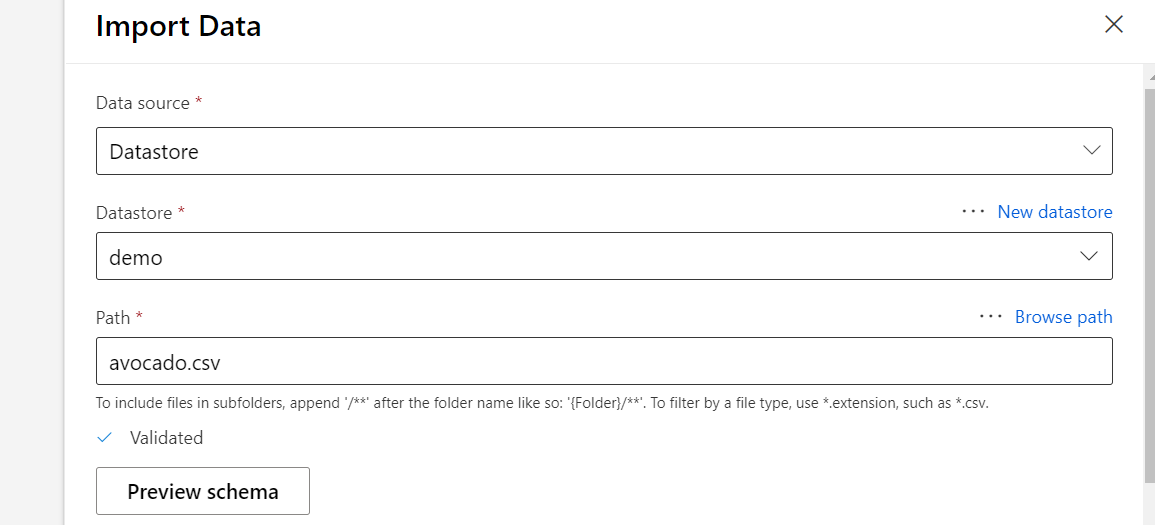 Import Data
Data source *
Datastore
Datastore *
··· New datastore
demo
Path *
··· Browse path
avocado.csv
To include files in subfolders, append '/**' after the folder name like so: '{Folder}/**'. To filter by a file type, use *.extension, such as *.csv.
Validated
Preview schema